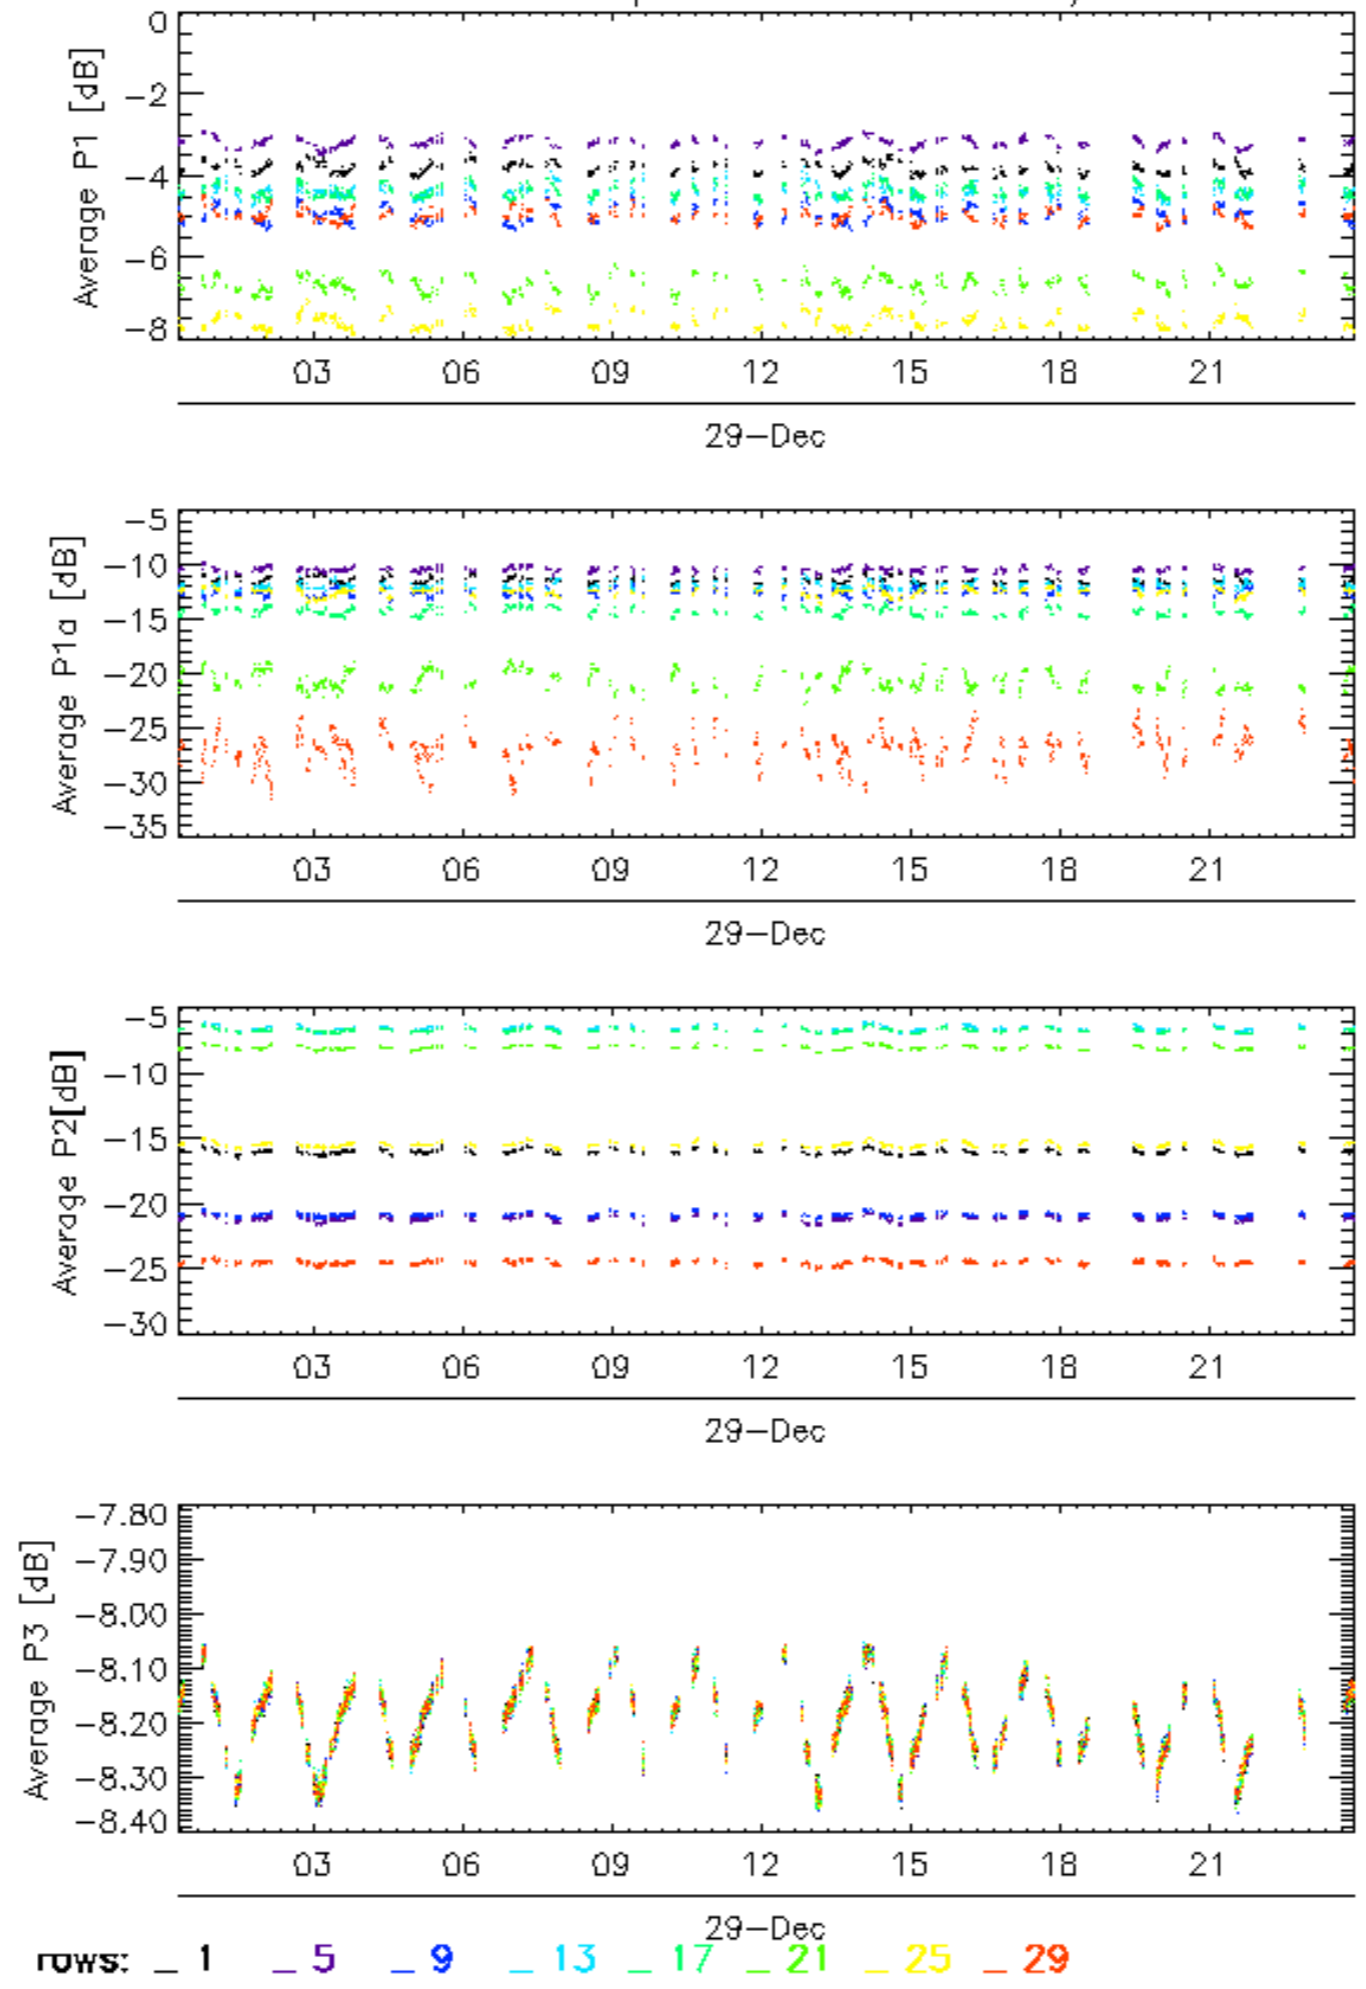 0
Average P1 [dB]
-2
-4
-6
-8
03 06 09 12 15 18 21
29-Dec
-5
Average P1a [dB]
-10
-15
-20
-25
-30
-35
03 06 09 12 15 18 21
29-Dec
-5
Average P2[dB]
-10
-15
-20
-25
-30
03 06 09 12 15 18 21
29-Dec
-7.80
Average P3 [dB]
-7.90
-8.00
-8.10
-8.20
-8.30
-8.40
03 06 09 12 15 18 21
29-Dec
rows: _ 1 _ 5 _ 9 _ 13 _ 17 _ 21 _ 25 _ 29